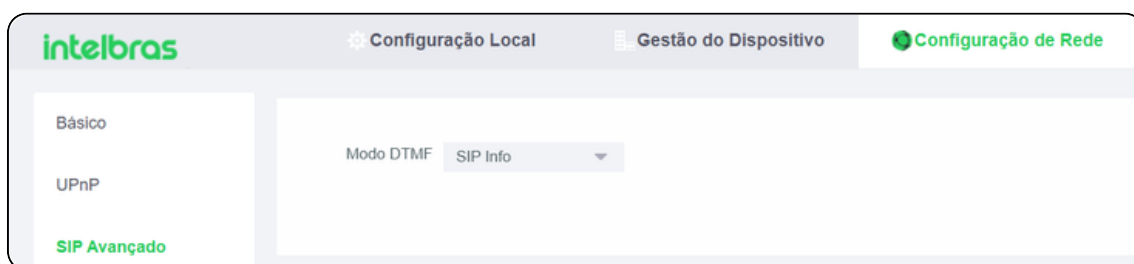 intelbras
Configuração Local
Gestão do Dispositivo
Configuração de Rede
Básico
UPnP
SIP Avançado
Modo DTMF
SIP Info